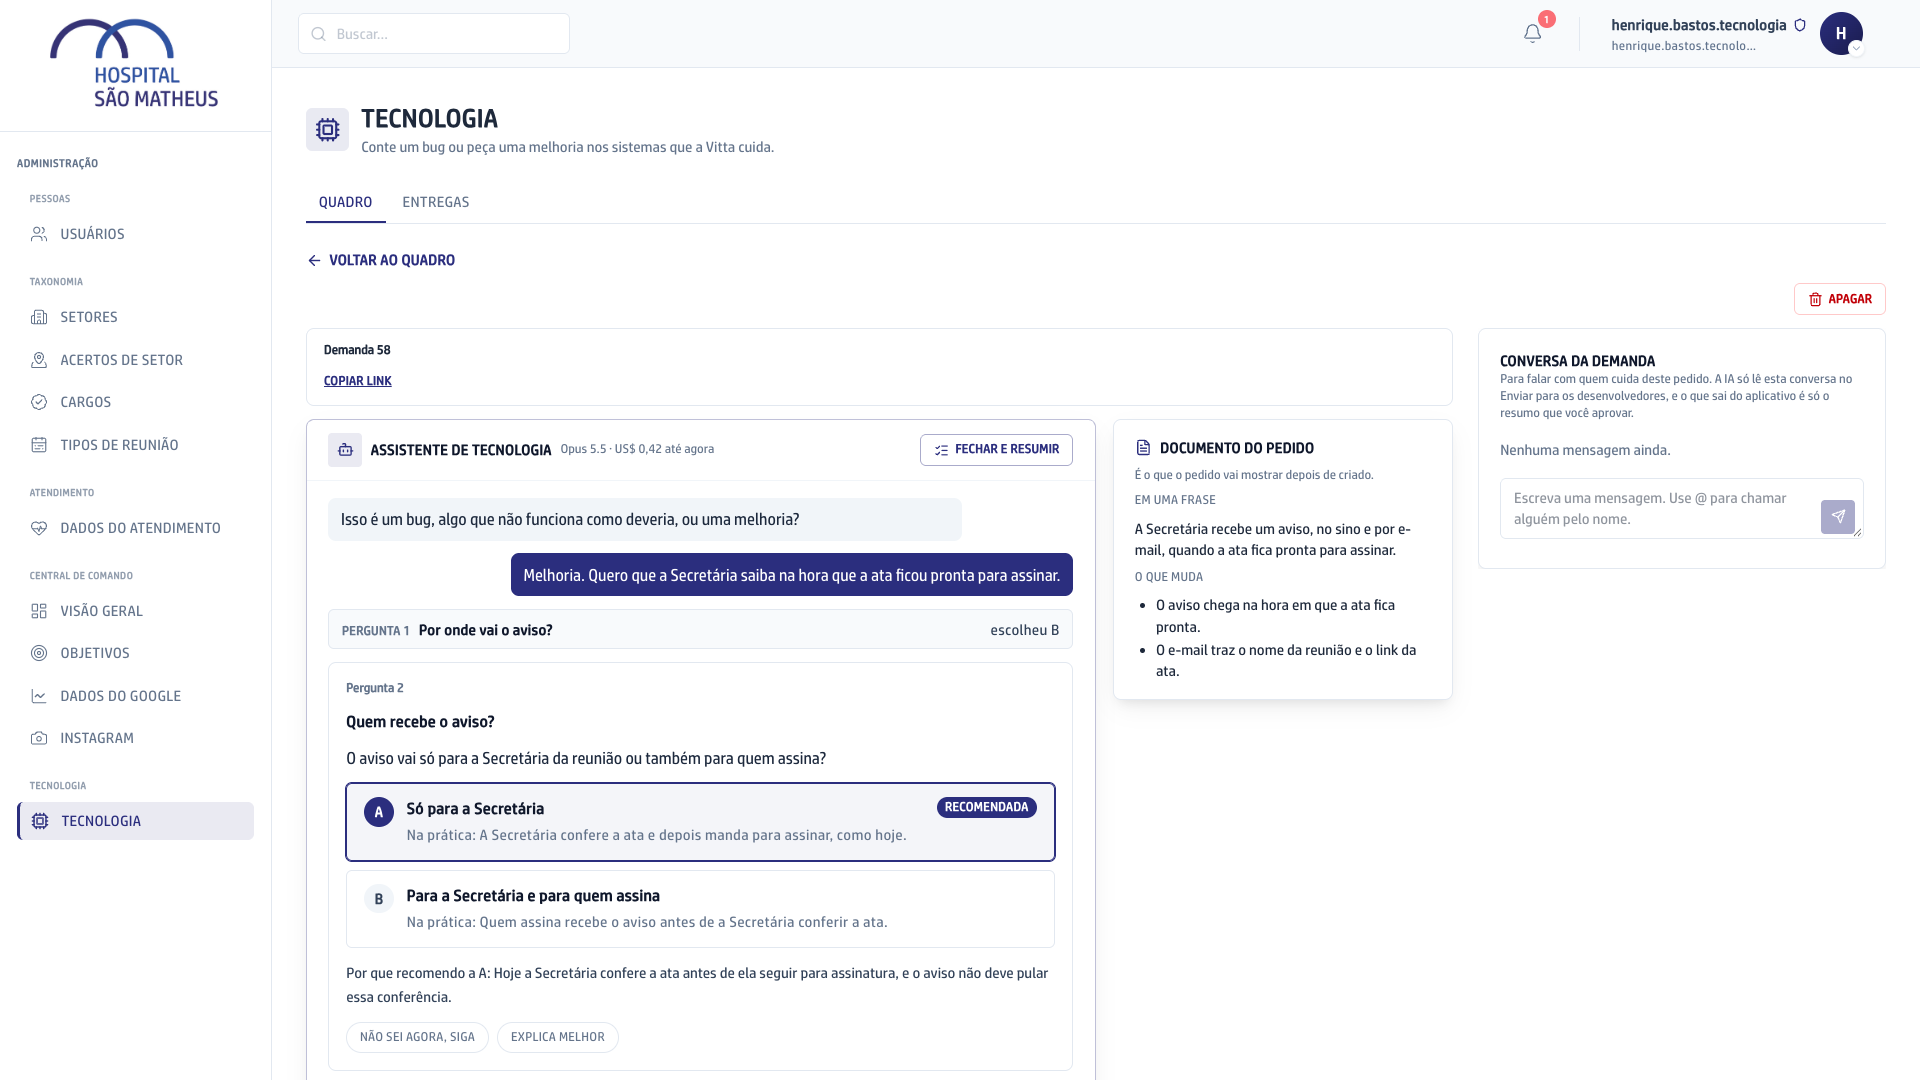 HOSPITAL
SÃO MATHEUS
ADMINISTRAÇÃO
PESSOAS
USUÁRIOS
TAXONOMIA
SETORES
ACERTOS DE SETOR
CARGOS
TIPOS DE REUNIÃO
ATENDIMENTO
DADOS DO ATENDIMENTO
CENTRAL DE COMANDO
VISÃO GERAL
OBJETIVOS
DADOS DO GOOGLE
INSTAGRAM
TECNOLOGIA
TECNOLOGIA
Buscar...
1
henrique.bastos.tecnologia
henrique.bastos.tecnolo...
H
TECNOLOGIA
Conte um bug ou peça uma melhoria nos sistemas que a Vitta cuida.
QUADRO
ENTREGAS
VOLTAR AO QUADRO
APAGAR
Demanda 58
COPIAR LINK
ASSISTENTE DE TECNOLOGIA
Opus 5.5 · US$ 0,42 até agora
FECHAR E RESUMIR
Isso é um bug, algo que não funciona como deveria, ou uma melhoria?
Melhoria. Quero que a Secretária saiba na hora que a ata ficou pronta para assinar.
PERGUNTA 1
Por onde vai o aviso?
escolheu B
Pergunta 2
Quem recebe o aviso?
O aviso vai só para a Secretária da reunião ou também para quem assina?
A
Só para a Secretária
RECOMENDADA
Na prática: A Secretária confere a ata e depois manda para assinar, como hoje.
B
Para a Secretária e para quem assina
Na prática: Quem assina recebe o aviso antes de a Secretária conferir a ata.
Por que recomendo a A: Hoje a Secretária confere a ata antes de ela seguir para assinatura, e o aviso não deve pular
essa conferência.
NÃO SEI AGORA, SIGA
EXPLICA MELHOR
DOCUMENTO DO PEDIDO
É o que o pedido vai mostrar depois de criado.
EM UMA FRASE
A Secretária recebe um aviso, no sino e por e-
mail, quando a ata fica pronta para assinar.
O QUE MUDA
O aviso chega na hora em que a ata fica
pronta.
O e-mail traz o nome da reunião e o link da
ata.
CONVERSA DA DEMANDA
Para falar com quem cuida deste pedido. A IA só lê esta conversa no
Enviar para os desenvolvedores, e o que sai do aplicativo é só o
resumo que você aprovar.
Nenhuma mensagem ainda.
Escreva uma mensagem. Use @ para chamar
alguém pelo nome.